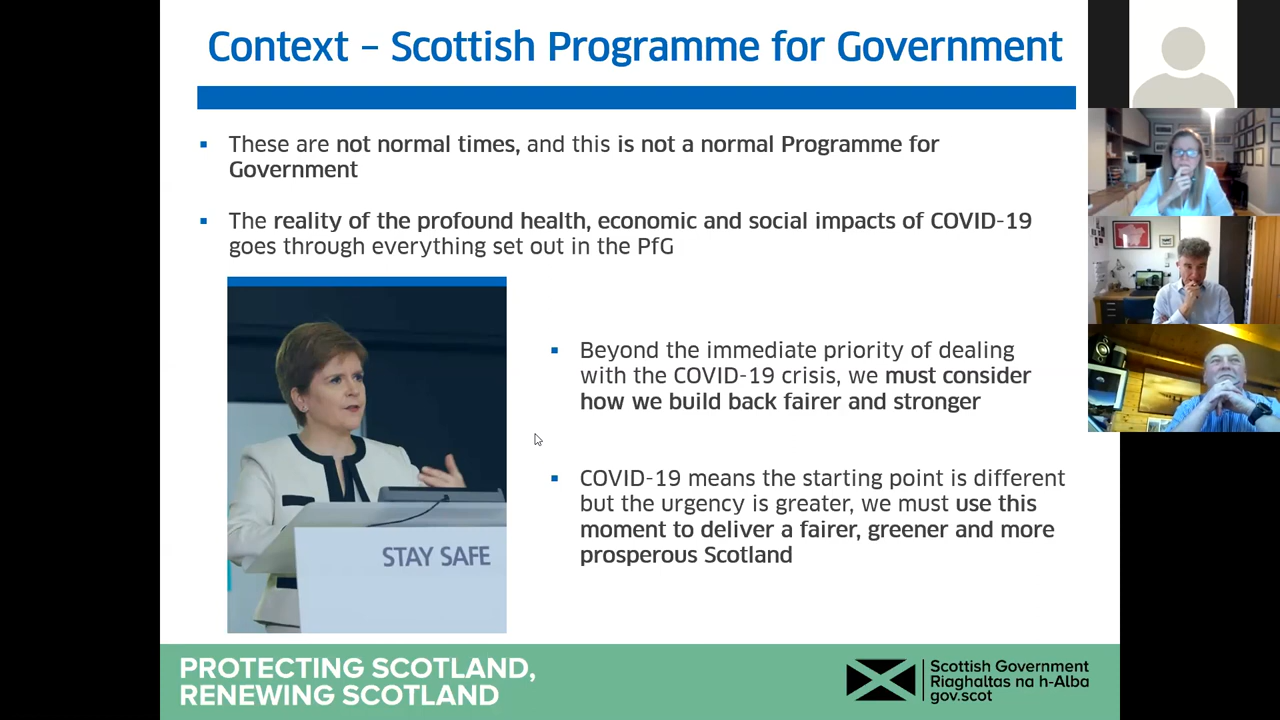 Context – Scottish Programme for Government
These are not normal times, and this is not a normal Programme for
Government
The reality of the profound health, economic and social impacts of COVID-19
goes through everything set out in the PfG
Beyond the immediate priority of dealing
with the COVID-19 crisis, we must consider
how we build back fairer and stronger
COVID-19 means the starting point is different
but the urgency is greater, we must use this
moment to deliver a fairer, greener and more
prosperous Scotland
STAY SAFE
PROTECTING SCOTLAND,
RENEWING SCOTLAND
Scottish Government
Riaghaltas na h-Alba
gov.scot